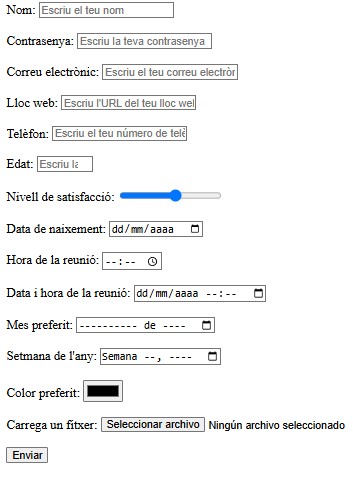 Nom: Escriu el teu nom
Contrasenya: Escriu la teva contrasenya
Correu electrònic: Escriu el teu correu electròr
Lloc web: Escriu l'URL del teu lloc wel
Telèfon: Escriu el teu número de telè
Edat: Escriu la
Nivell de satisfacció:
Data de naixement: dd/mm/aaaa
Hora de la reunió: --:--
Data i hora de la reunió: dd/mm/aaaa --:--
Mes preferit: ---------- de ----
Setmana de l'any: Semana --, ----
Color preferit:
Carrega un fitxer: Seleccionar archivo Ningún archivo seleccionado
Enviar